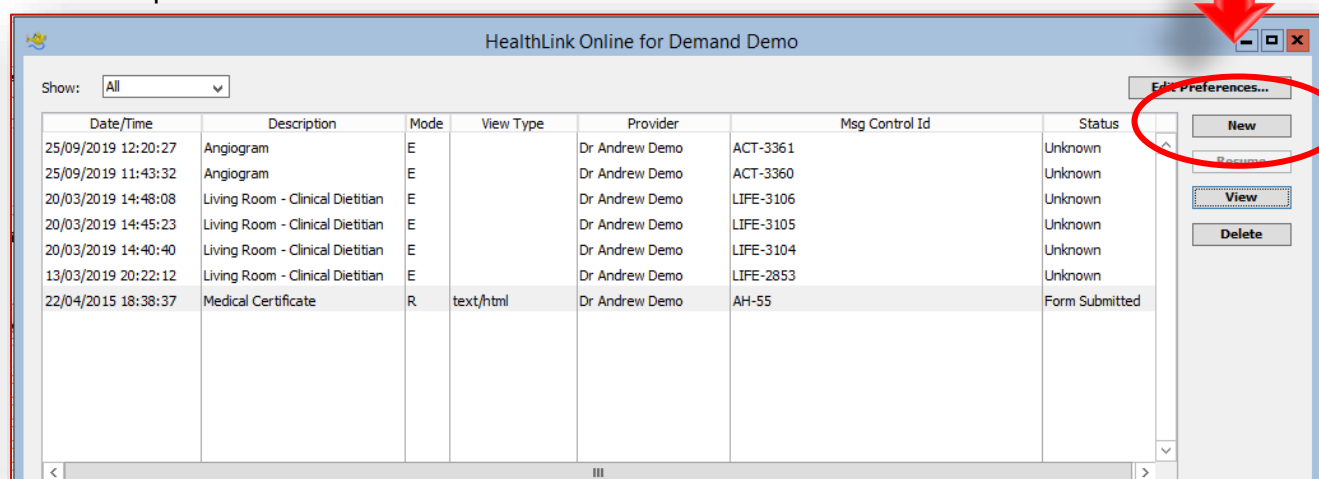 HealthLink Online for Demand Demo
Show: All
Edit Preferences...
Date/Time Description Mode View Type Provider Msg Control Id Status
New
25/09/2019 12:20:27 Angiogram E Dr Andrew Demo ACT-3361 Unknown
Resume
25/09/2019 11:43:32 Angiogram E Dr Andrew Demo ACT-3360 Unknown
20/03/2019 14:48:08 Living Room - Clinical Dietitian E Dr Andrew Demo LIFE-3106 Unknown
View
20/03/2019 14:45:23 Living Room - Clinical Dietitian E Dr Andrew Demo LIFE-3105 Unknown
Delete
20/03/2019 14:40:40 Living Room - Clinical Dietitian E Dr Andrew Demo LIFE-3104 Unknown
13/03/2019 20:22:12 Living Room - Clinical Dietitian E Dr Andrew Demo LIFE-2853 Unknown
22/04/2015 18:38:37 Medical Certificate R text/html Dr Andrew Demo AH-55 Form Submitted